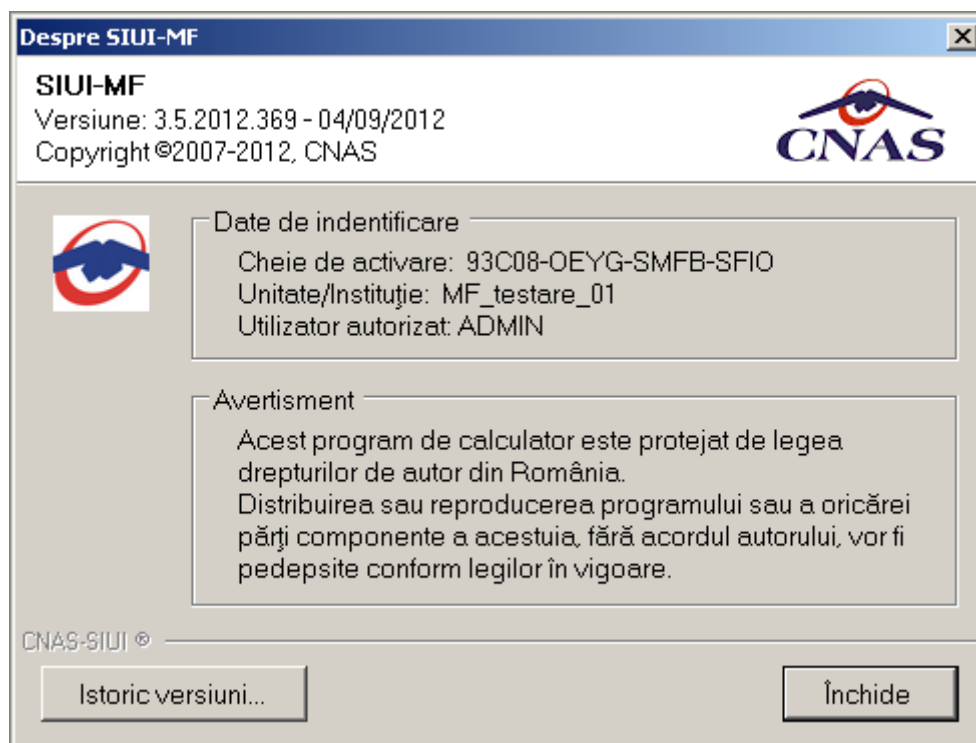 Despre SIUI-MF
SIUI-MF
Versiune: 3.5.2012.369 - 04/09/2012
Copyright ©2007-2012, CNAS
CNAS
Date de indentificare
Cheie de activare: 93C08-OEYG-SMFB-SFIO
Unitate/Instituţie: MF_testare_01
Utilizator autorizat: ADMIN
Avertisment
Acest program de calculator este protejat de legea
drepturilor de autor din România.
Distribuirea sau reproducerea programului sau a oricărei
părţi componente a acestuia, fără acordul autorului, vor fi
pedepsite conform legilor în vigoare.
CNAS-SIUI ®
Istoric versiuni...
Închide